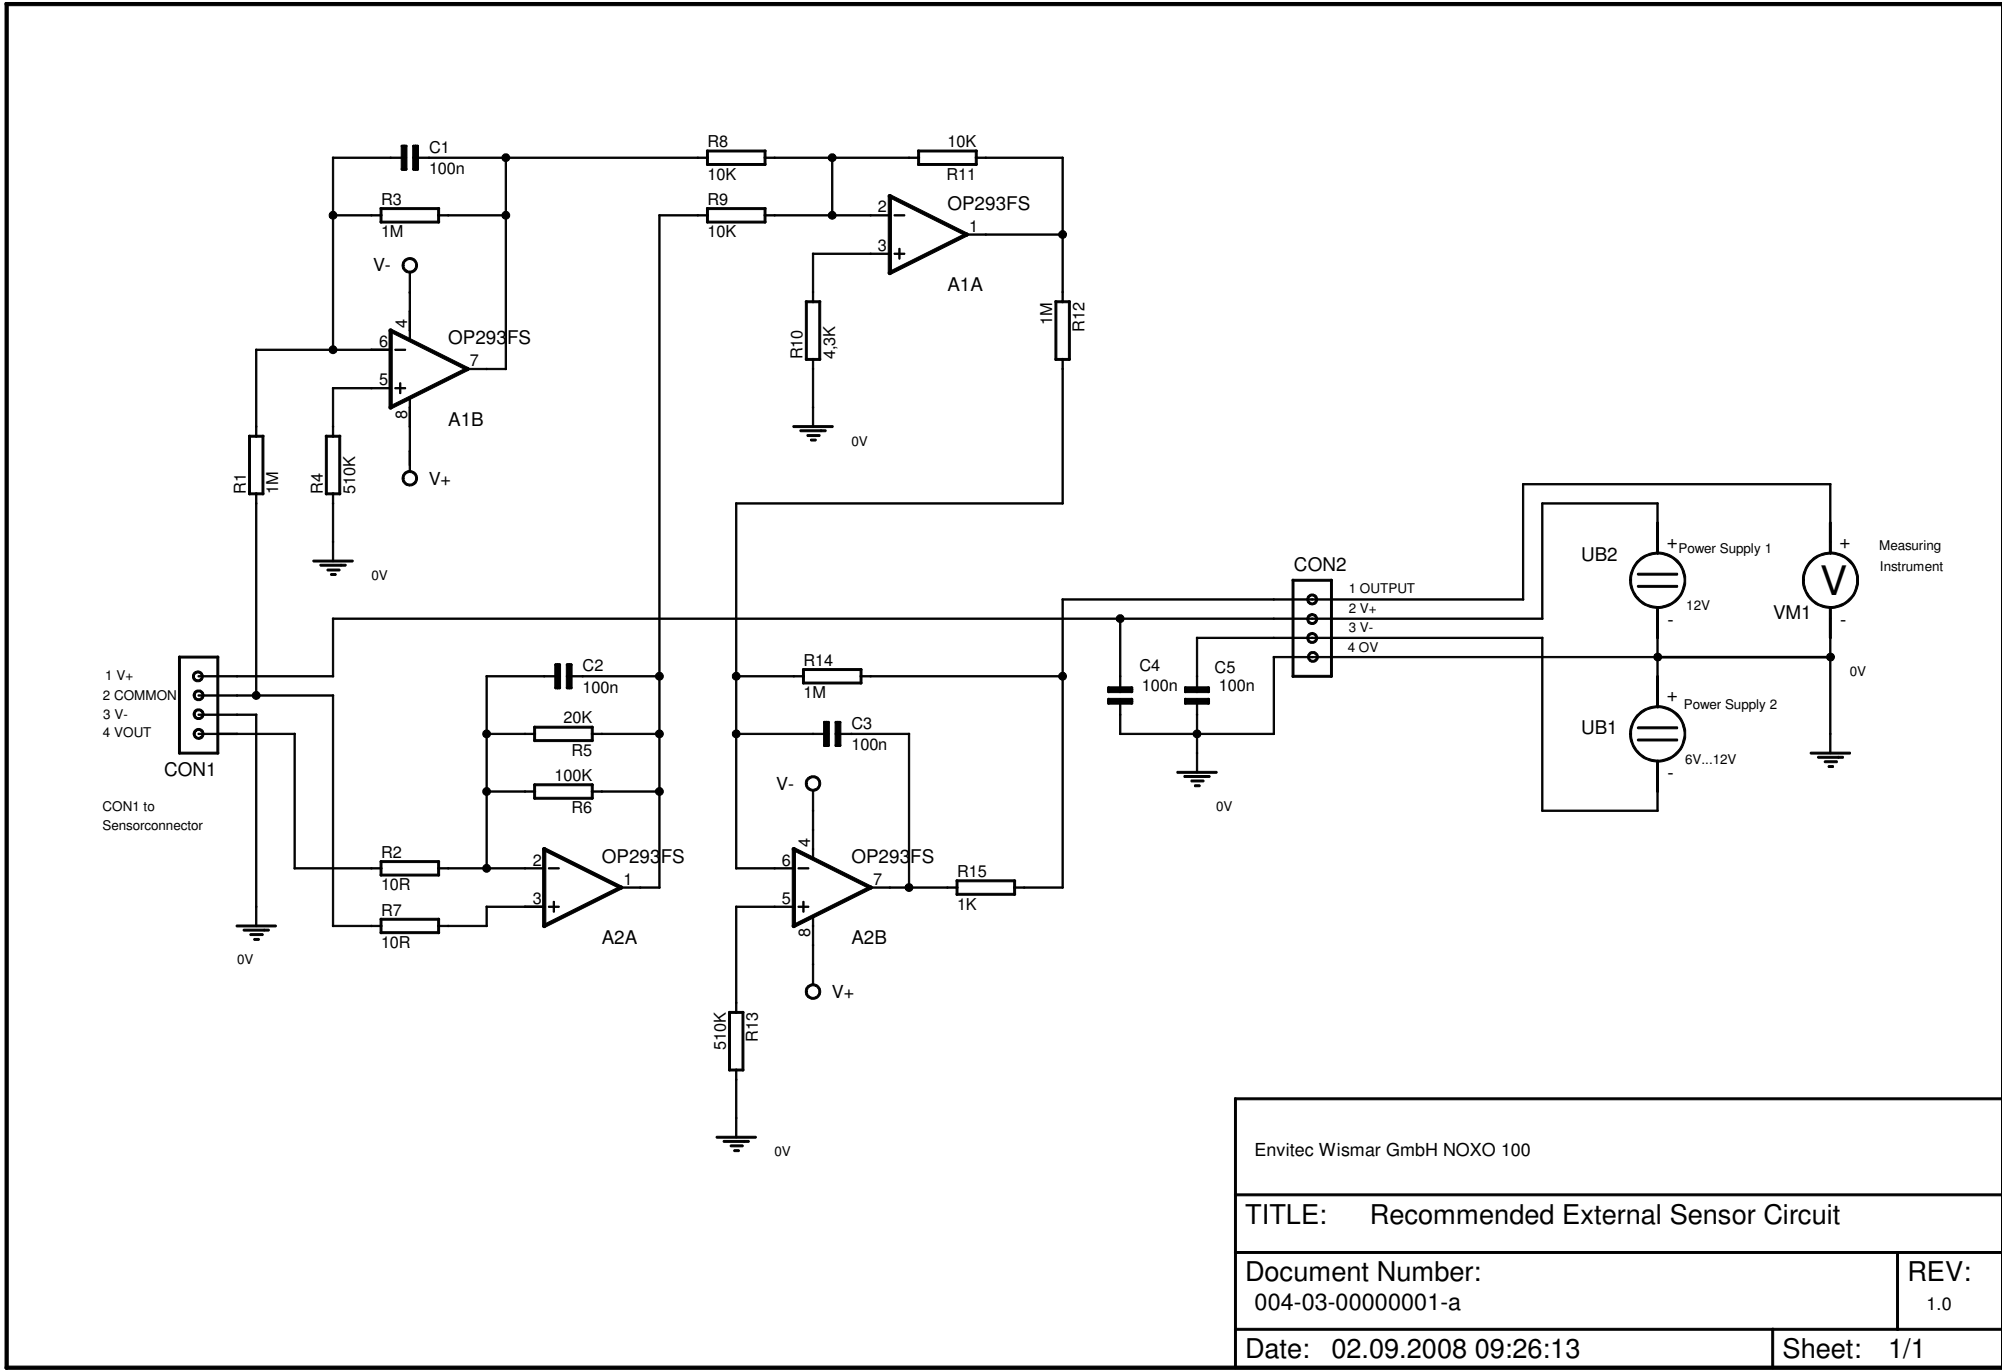 C1
100n
R3
1M
V-
4
OP293FS
6
7
5
8
A1B
V+
R1
1M
R4
510K
0V
R8
10K
R9
10K
10K
R11
OP293FS
2
1
3
A1A
R10
4,3K
0V
1M
R12
1 V+
2 COMMON
3 V-
4 VOUT
CON1
CON1 to
Sensorconnector
0V
C2
100n
20K
R5
100K
R6
R2
10R
R7
10R
OP293FS
2
1
3
A2A
R14
1M
C3
100n
V-
4
OP293FS
6
7
5
8
A2B
V+
R15
1K
510K
R13
0V
C4
100n
C5
100n
0V
CON2
1 OUTPUT
2 V+
3 V-
4 OV
UB2
+ Power Supply 1
12V
-
UB1
+ Power Supply 2
6V...12V
-
+
V
VM1
-
Measuring
Instrument
0V
Envitec Wismar GmbH NOXO 100
TITLE: Recommended External Sensor Circuit
Document Number:
004-03-00000001-a
REV:
1.0
Date: 02.09.2008 09:26:13
Sheet: 1/1